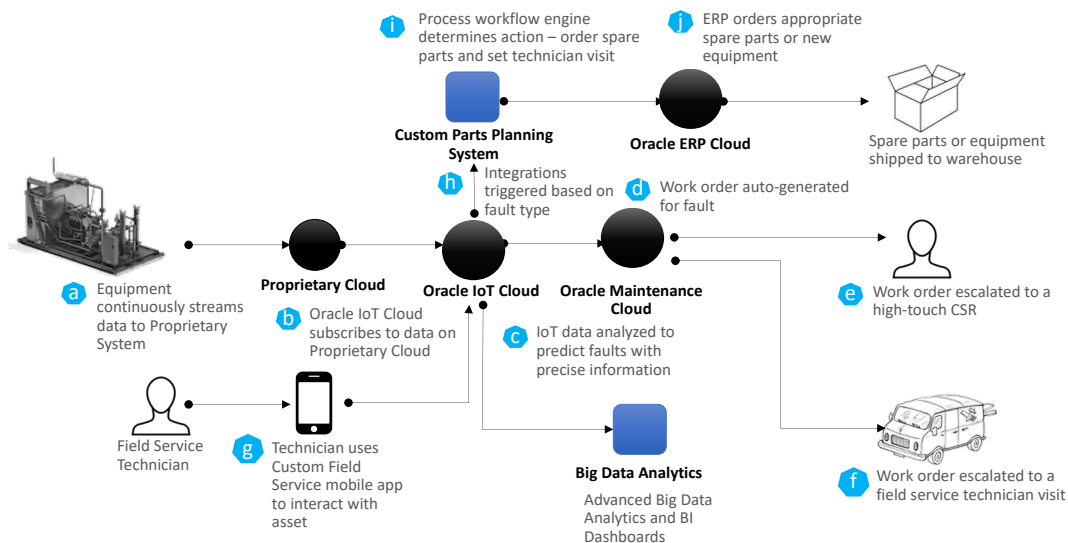 i
Process workflow engine
determines action – order spare
parts and set technician visit
j
ERP orders appropriate
spare parts or new
equipment
Custom Parts Planning
System
Oracle ERP Cloud
Spare parts or equipment
shipped to warehouse
h
Integrations
triggered based on
fault type
d
Work order auto-generated
for fault
Proprietary Cloud
Oracle IoT Cloud
Oracle Maintenance
Cloud
a
Equipment
continuously streams
data to Proprietary
System
b
Oracle IoT Cloud
subscribes to data on
Proprietary Cloud
c
IoT data analyzed to
predict faults with
precise information
e
Work order escalated to a
high-touch CSR
Field Service
Technician
g
Technician uses
Custom Field
Service mobile app
to interact with
asset
Big Data Analytics
Advanced Big Data
Analytics and BI
Dashboards
f
Work order escalated to a
field service technician visit